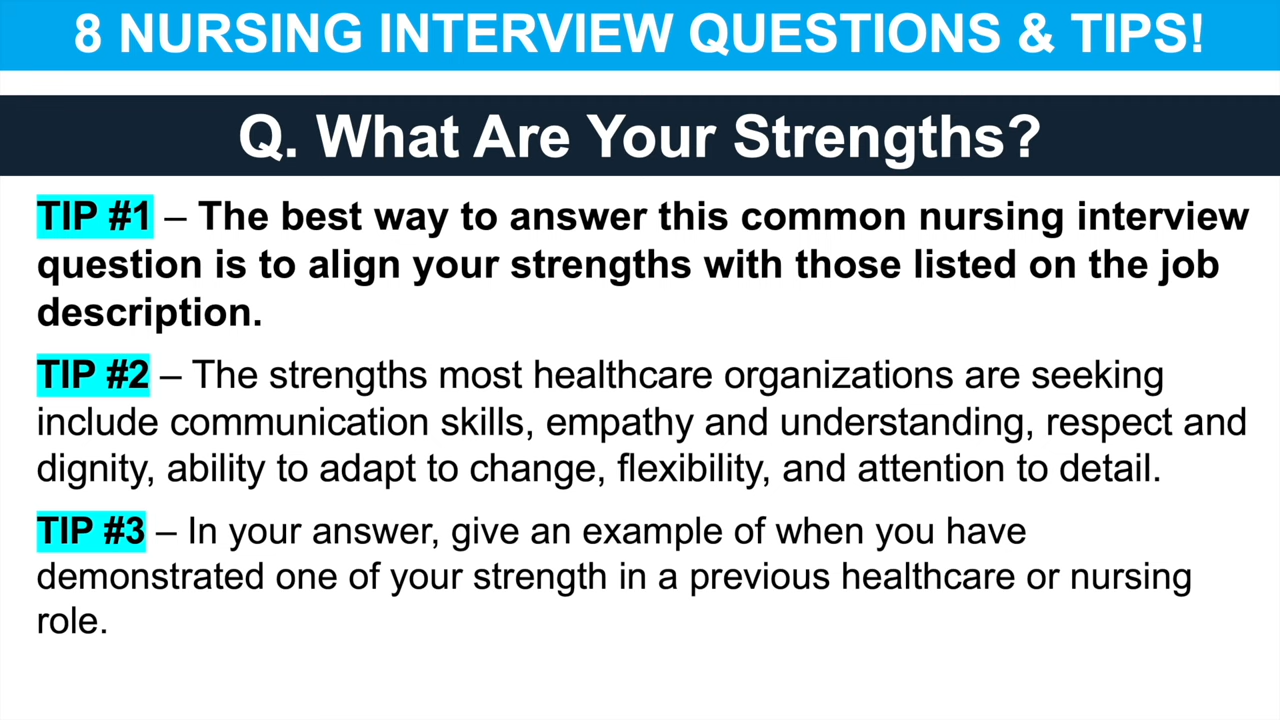 8 NURSING INTERVIEW QUESTIONS & TIPS!
Q. What Are Your Strengths?
TIP #1 – The best way to answer this common nursing interview
question is to align your strengths with those listed on the job
description.
TIP #2 – The strengths most healthcare organizations are seeking
include communication skills, empathy and understanding, respect and
dignity, ability to adapt to change, flexibility, and attention to detail.
TIP #3 – In your answer, give an example of when you have
demonstrated one of your strength in a previous healthcare or nursing
role.